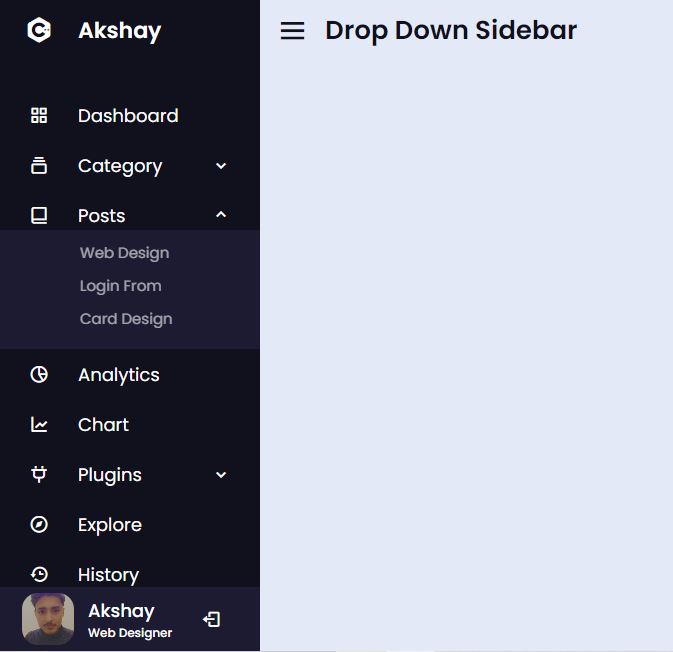 Akshay
Drop Down Sidebar
Dashboard
Category
Posts
Web Design
Login From
Card Design
Analytics
Chart
Plugins
Explore
History
Akshay
Web Designer